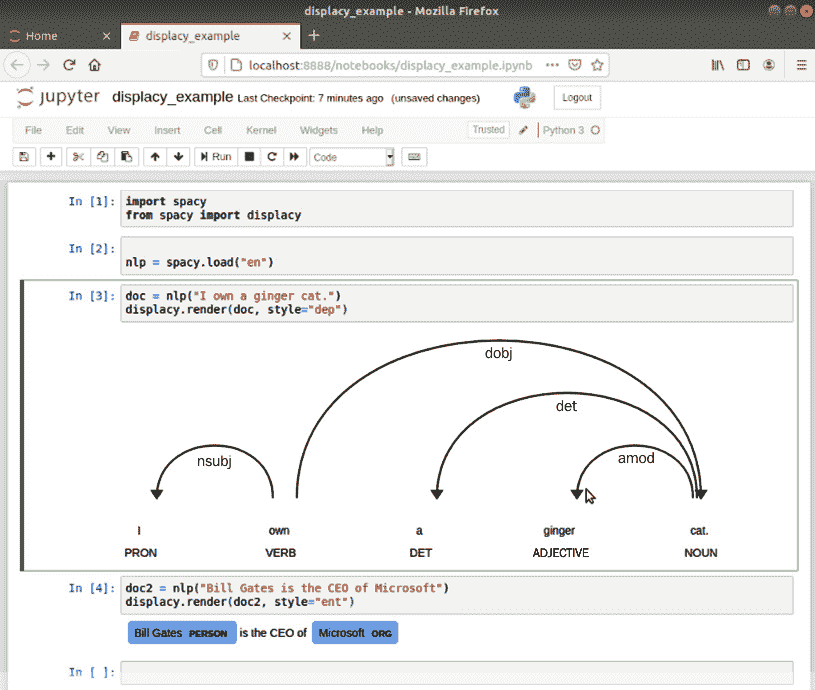 displacy_example - Mozilla Firefox
Home
displacy_example
localhost:8888/notebooks/displacy_example.ipynb
jupyter displacy_example Last Checkpoint: 7 minutes ago (unsaved changes)
Logout
File Edit View Insert Cell Kernel Widgets Help
Trusted
Python 3
Run
Code
In [1]: import spacy
from spacy import displacy
In [2]:
nlp = spacy.load("en")
In [3]: doc = nlp("I own a ginger cat.")
displacy.render(doc, style="dep")
dobj
det
nsubj
amod
I own a ginger cat.
PRON VERB DET ADJECTIVE NOUN
In [4]: doc2 = nlp("Bill Gates is the CEO of Microsoft")
displacy.render(doc2, style="ent")
Bill Gates PERSON is the CEO of Microsoft ORG
In [ ]: